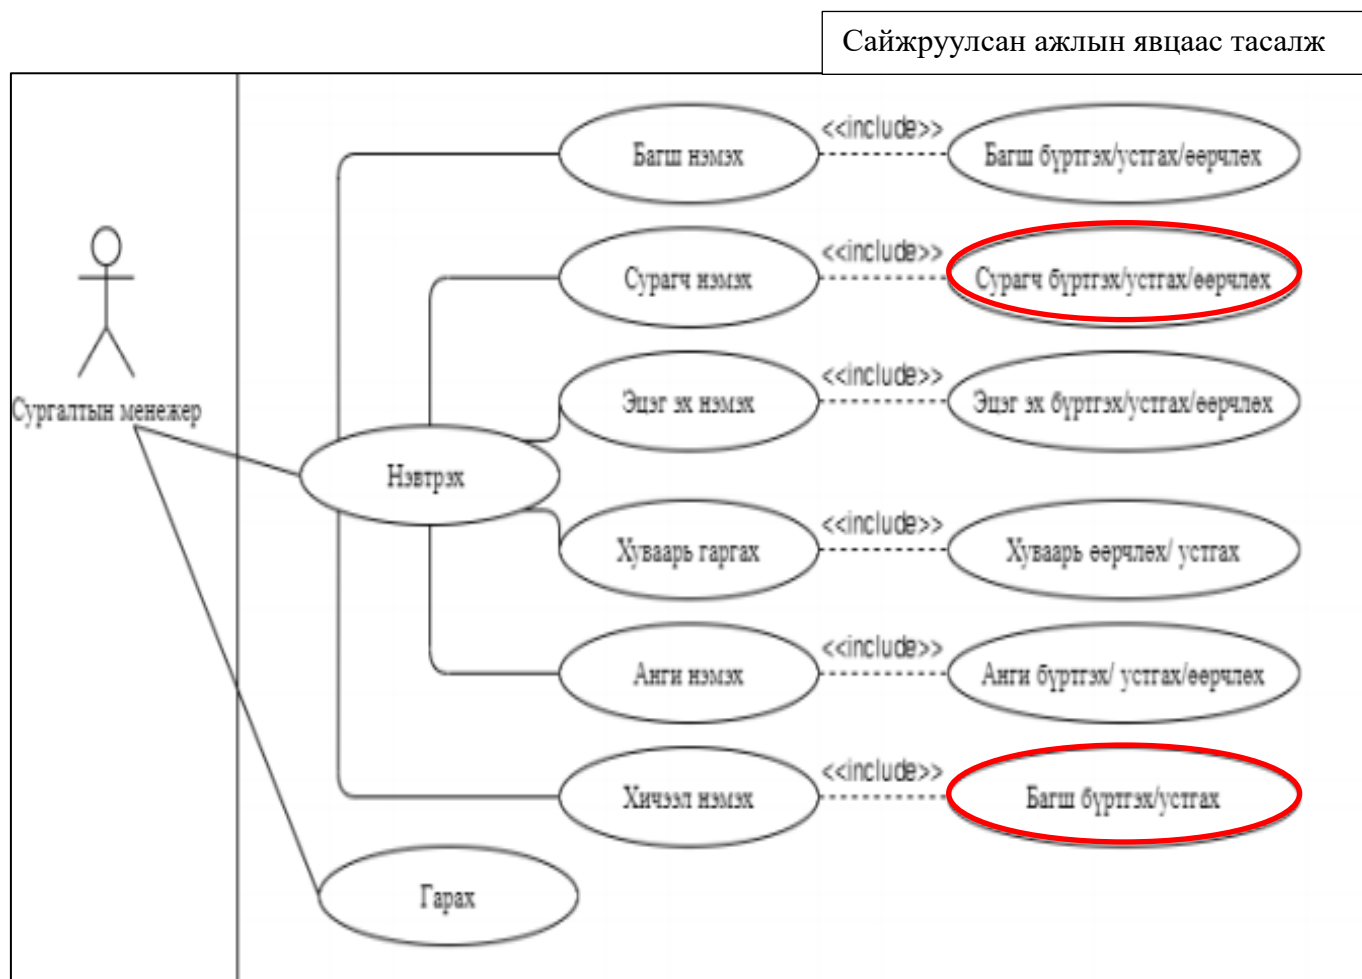 Сайжруулсан ажлын явцаас тасалж
Багш нэмэх
<<include>>
Багш бүртгэх/устгах/өөрчлөх
Сурагч нэмэх
<<include>>
Сурагч бүртгэх/устгах/өөрчлөх
Эцэг эх нэмэх
<<include>>
Эцэг эх бүртгэх/устгах/өөрчлөх
Сургалтын менежер
Нэвтрэх
Хуваарь гаргах
<<include>>
Хуваарь өөрчлөх/ устгах
Анги нэмэх
<<include>>
Анги бүртгэх/ устгах/өөрчлөх
Хичээл нэмэх
<<include>>
Багш бүртгэх/устгах
Гарах